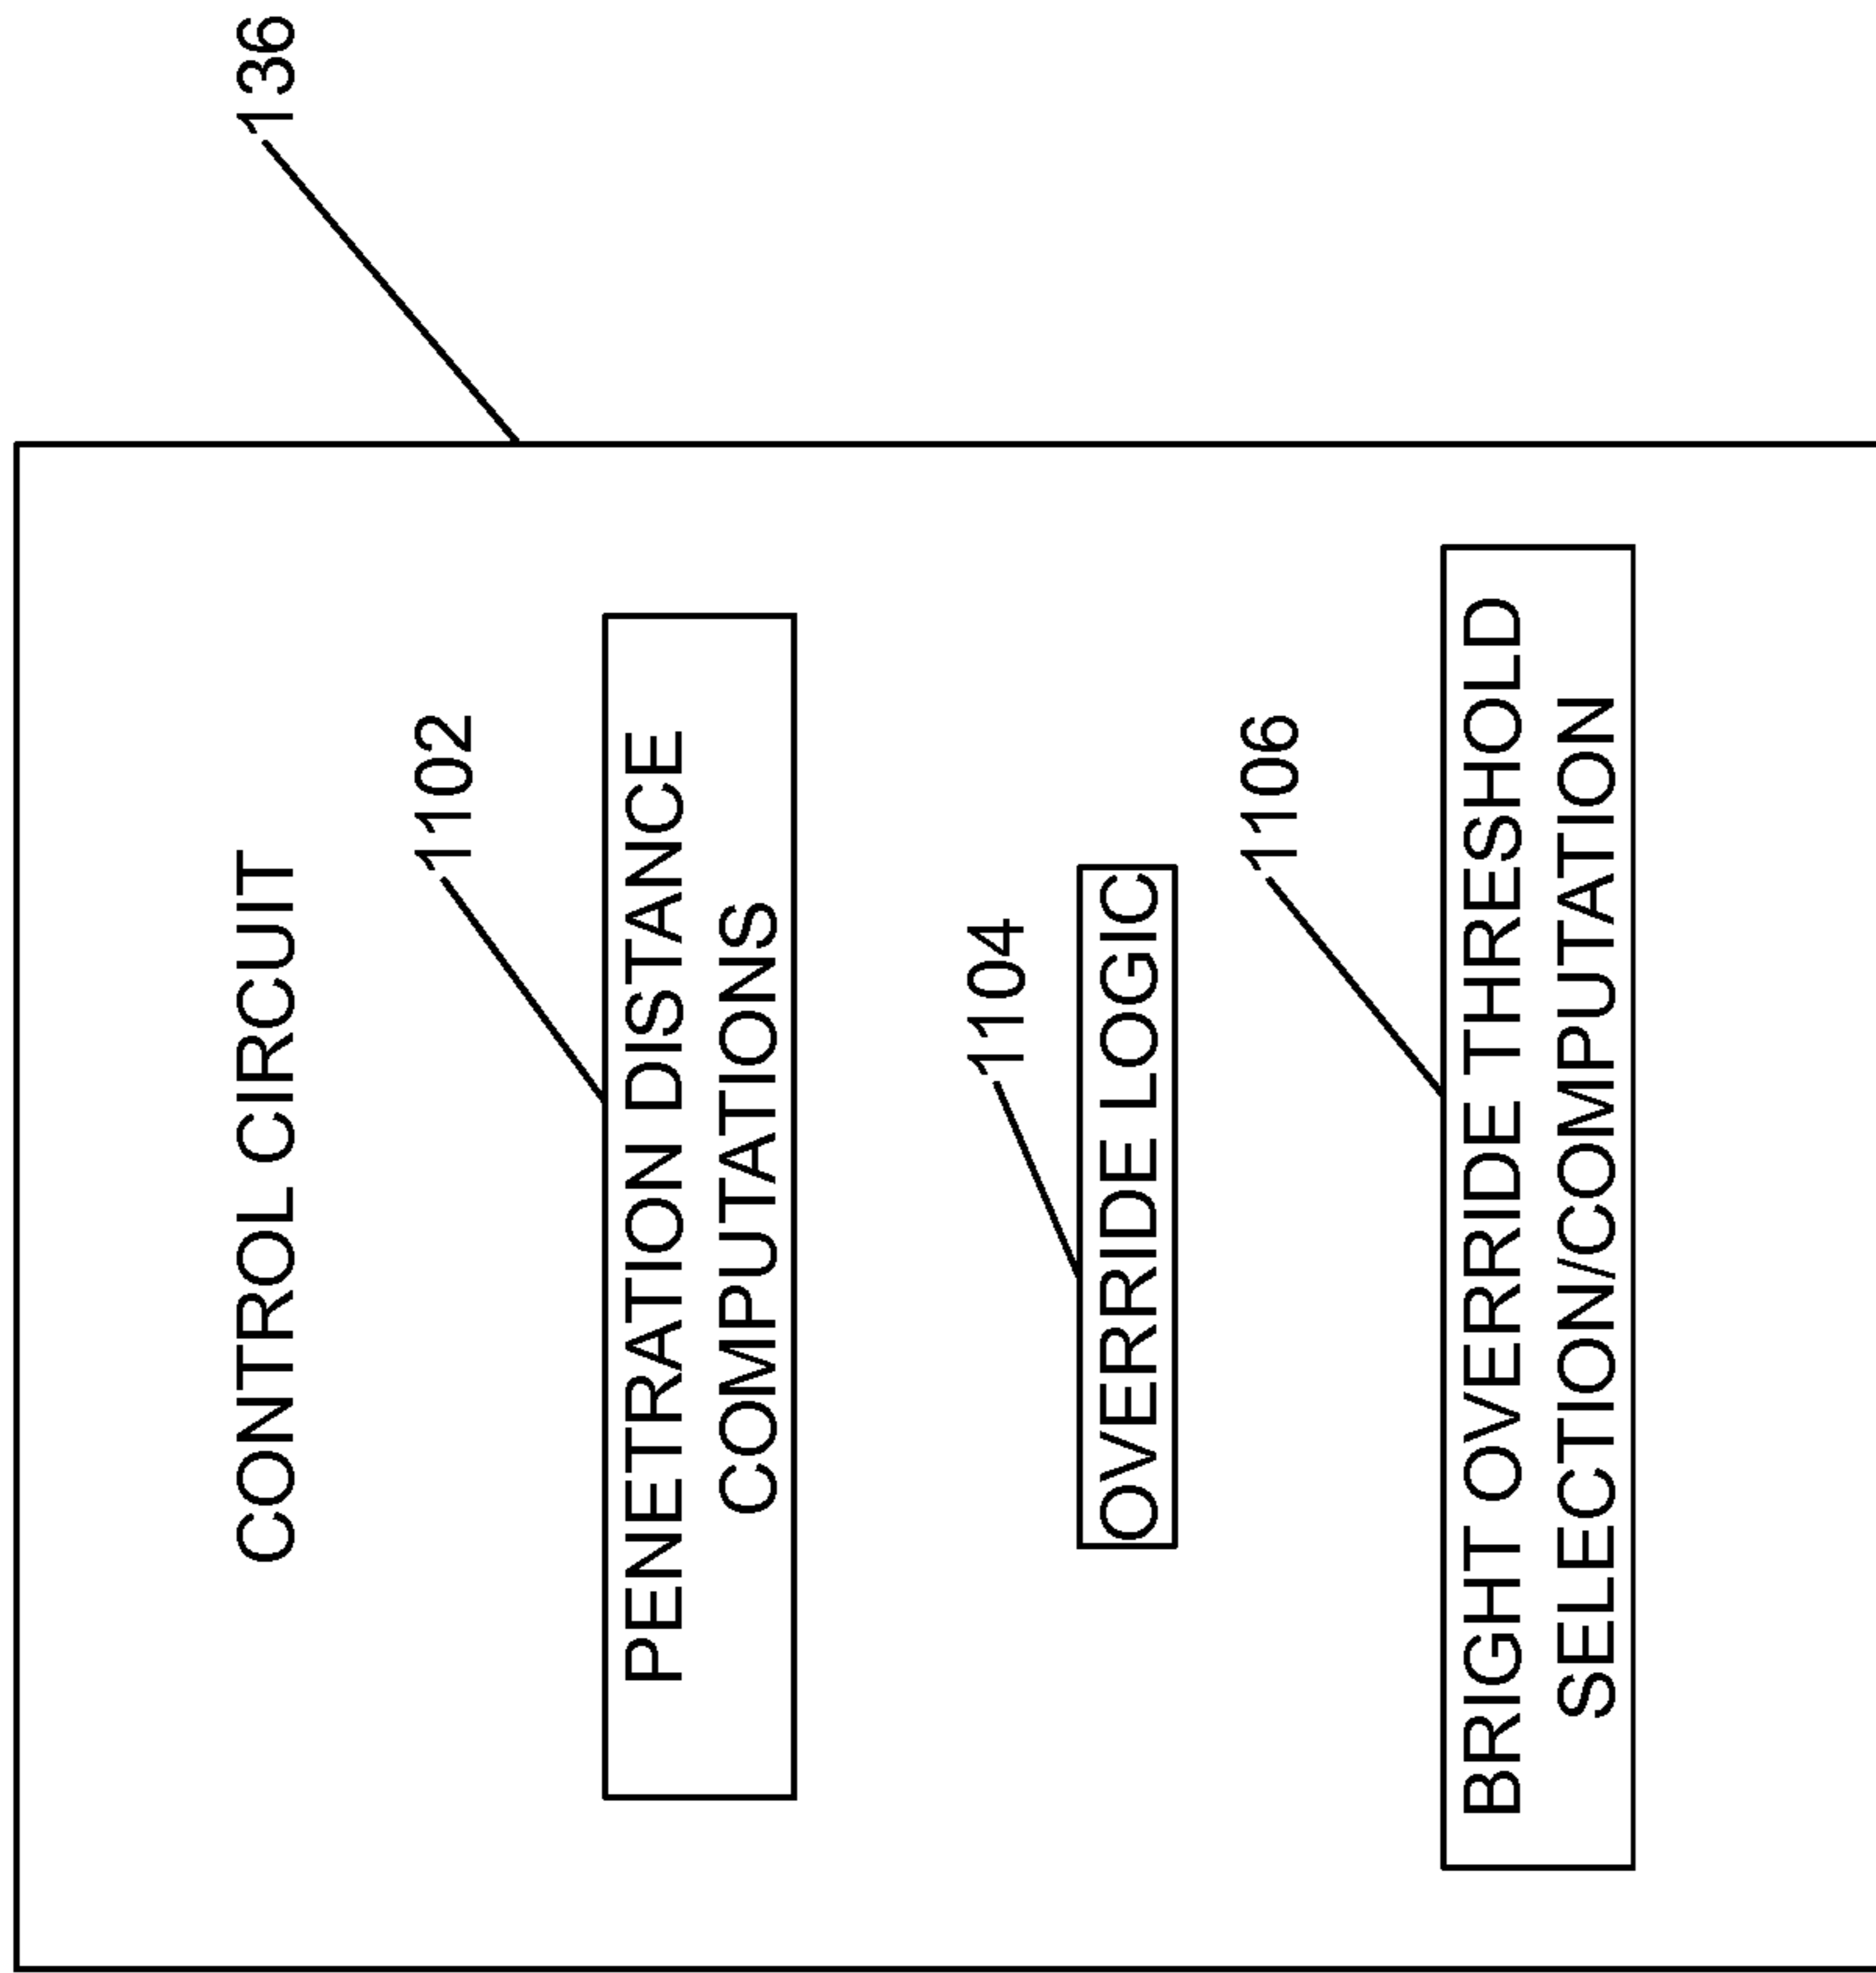 136
CONTROL CIRCUIT
1102
PENETRATION DISTANCE
COMPUTATIONS
1104
OVERRIDE LOGIC
1106
BRIGHT OVERRIDE THRESHOLD
SELECTION/COMPUTATION